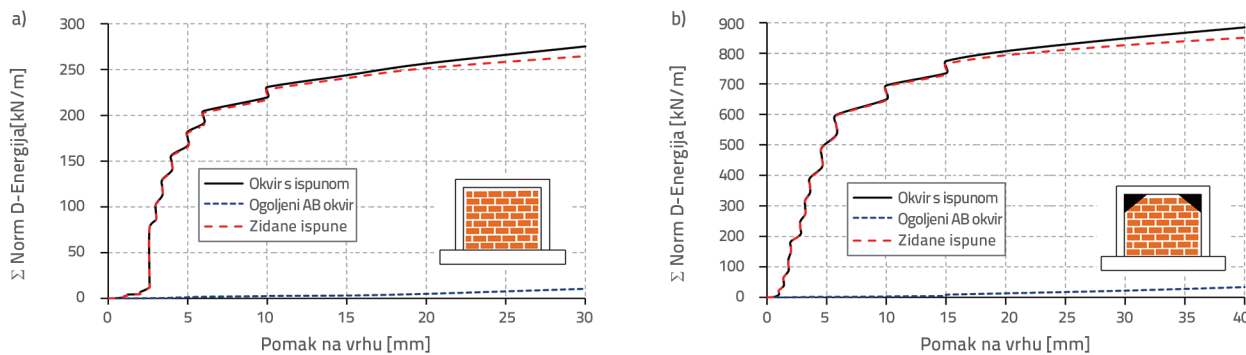 a)
Σ Norm D-Energija[kN/m]
300
250
200
150
100
50
0
Okvir s ispunom
Ogoljeni AB okvir
Zidane ispune
0 5 10 15 20 25 30
Pomak na vrhu [mm]
b)
Σ Norm D-Energija [kN/m]
900
800
700
600
500
400
300
200
100
0
Okvir s ispunom
Ogoljeni AB okvir
Zidane ispune
0 5 10 15 20 25 30 35 40
Pomak na vrhu [mm]